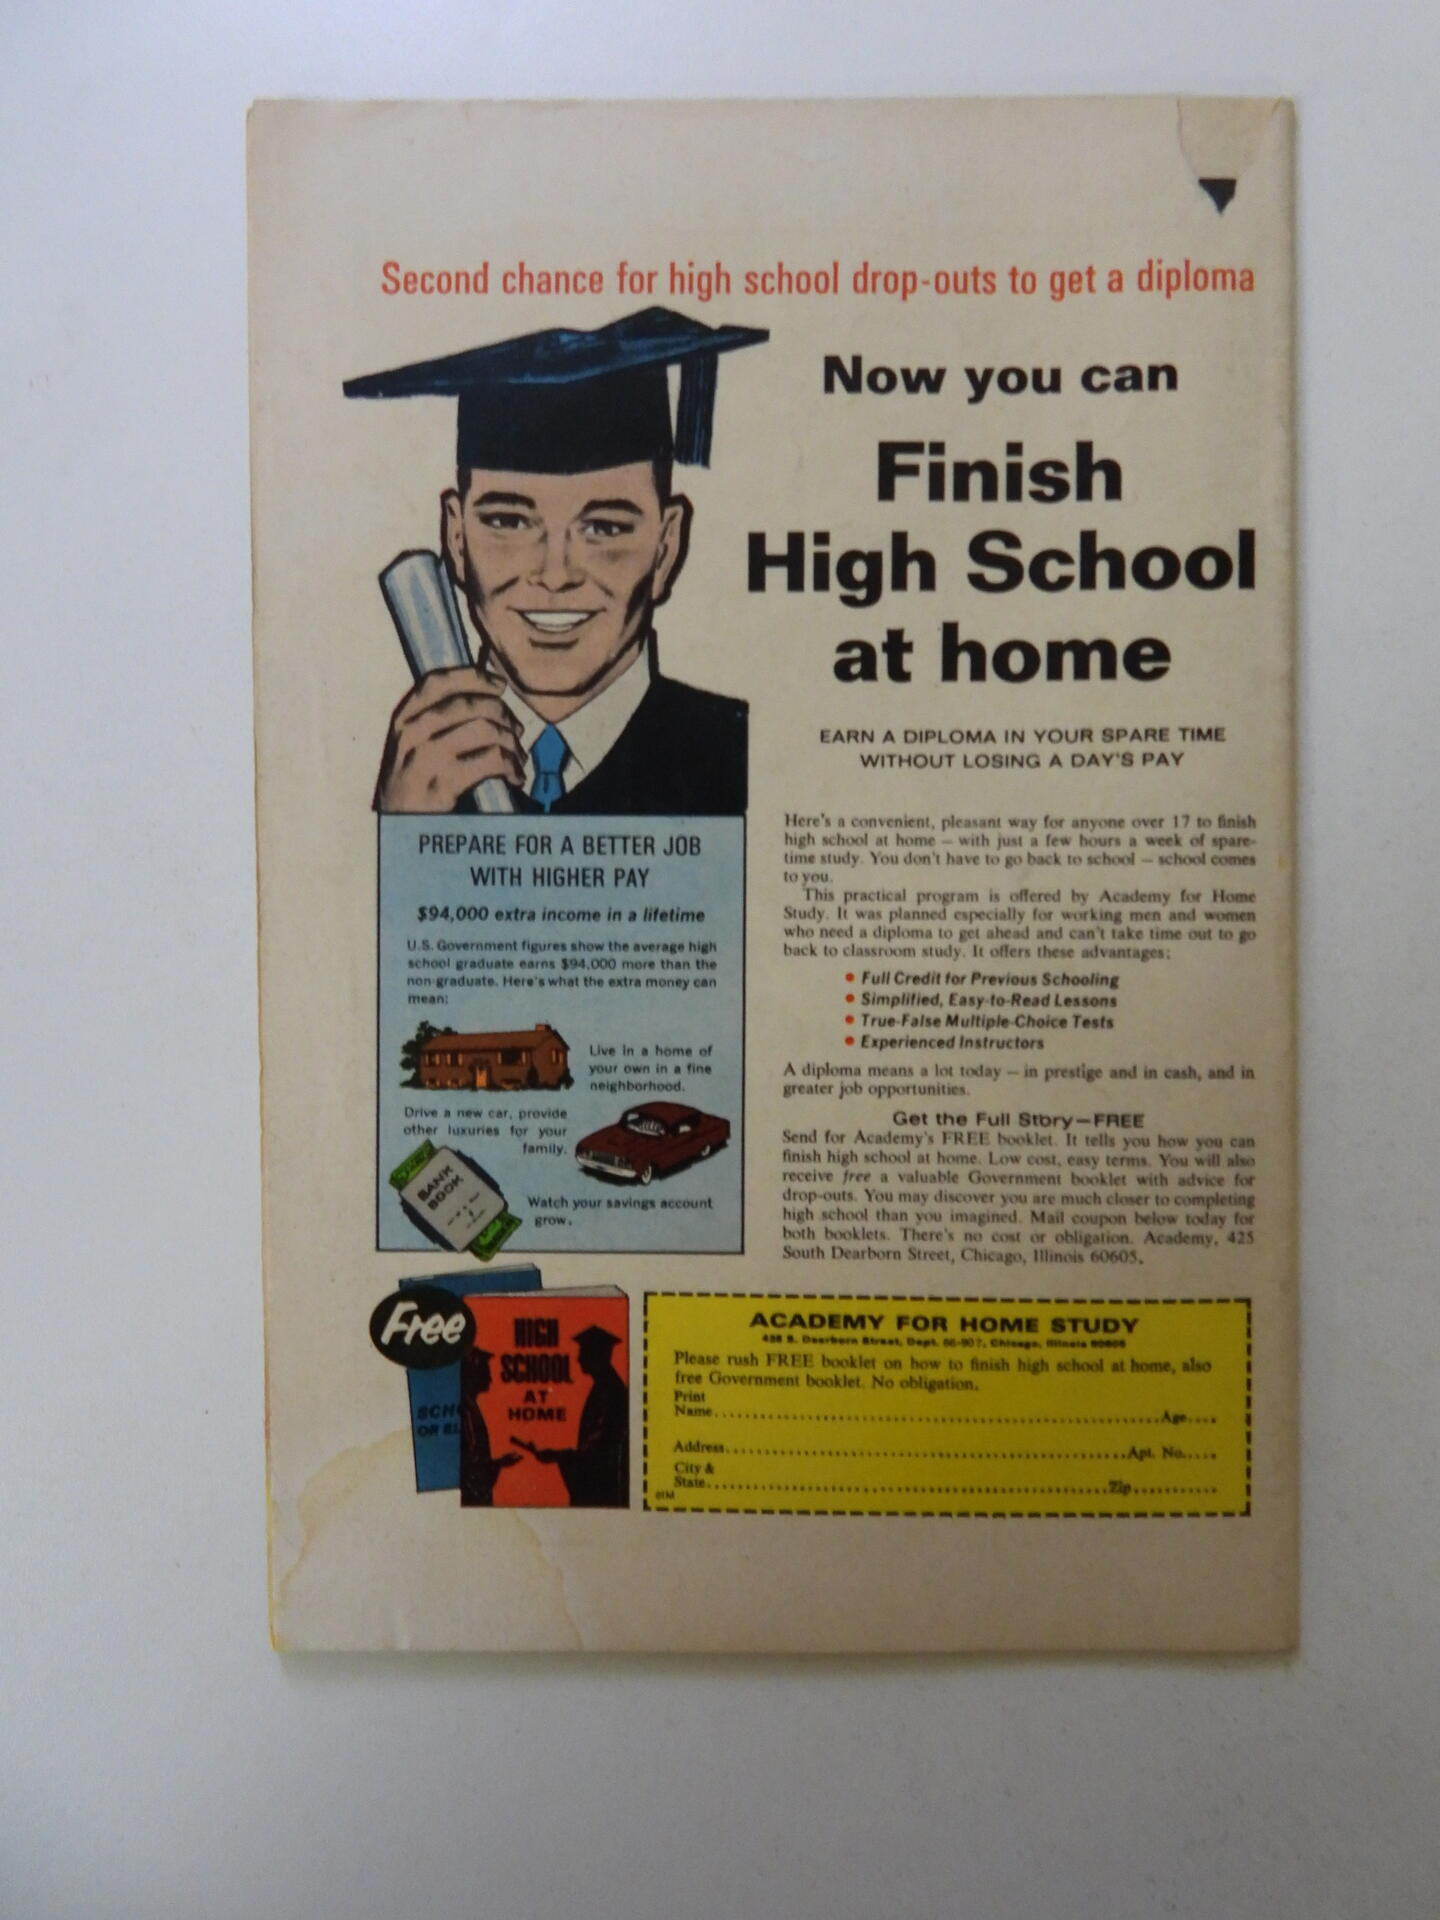 Second chance for high school drop-outs to get a diploma
Now you can
Finish
High School
at home
EARN A DIPLOMA IN YOUR SPARE TIME
WITHOUT LOSING A DAY'S PAY
Here's a convenient, pleasant way for anyone over 17 to finish
high school at home — with just a few hours a week of spare-
time study. You don't have to go back to school — school comes
to you.
This practical program is offered by Academy for Home
Study. It was planned especially for working men and women
who need a diploma to get ahead and can't take time out to go
back to classroom study. It offers these advantages:
• Full Credit for Previous Schooling
• Simplified, Easy-to-Read Lessons
• True-False Multiple-Choice Tests
• Experienced Instructors
A diploma means a lot today — in prestige and in cash, and in
greater job opportunities.
Get the Full Story—FREE
Send for Academy's FREE booklet. It tells you how you can
finish high school at home. Low cost, easy terms. You will also
receive free a valuable Government booklet with advice for
drop-outs. You may discover you are much closer to completing
high school than you imagined. Mail coupon below today for
both booklets. There's no cost or obligation. Academy, 425
South Dearborn Street, Chicago, Illinois 60605.
PREPARE FOR A BETTER JOB
WITH HIGHER PAY
$94,000 extra income in a lifetime
U.S. Government figures show the average high
school graduate earns $94,000 more than the
non-graduate. Here's what the extra money can
mean:
Live in a home of
your own in a fine
neighborhood.
Drive a new car, provide
other luxuries for your
family.
BANK
BOOK
Watch your savings account
grow.
Free
HIGH
SCHOOL
AT
HOME
SCH
OR EL
ACADEMY FOR HOME STUDY
S. Dearborn Street, Dept. Chicago, Illinois 60605
Please rush FREE booklet on how to finish high school at home, also
free Government booklet. No obligation.
Print
Name..........Age....
Address..........Apt. No.....
City &
State..........Zip..........